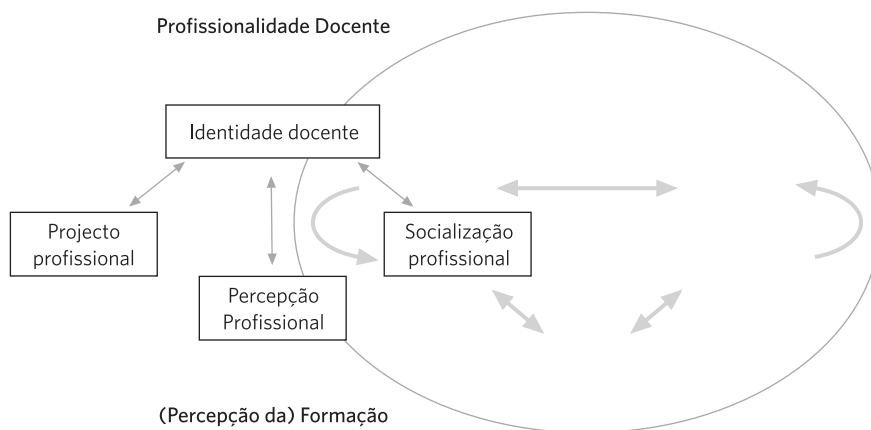 Profissionalidade Docente
Identidade docente
Projecto
profissional
Socialização
profissional
Percepção
Profissional
(Percepção da) Formação